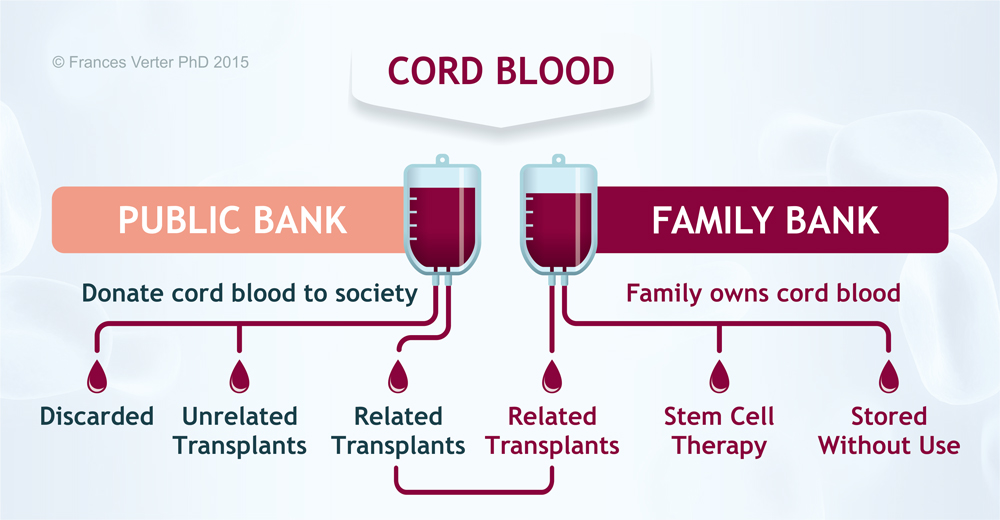 © Frances Verter PhD 2015
CORD BLOOD
PUBLIC BANK
FAMILY BANK
Donate cord blood to society
Family owns cord blood
Discarded
Unrelated
Transplants
Related
Transplants
Related
Transplants
Stem Cell
Therapy
Stored
Without Use